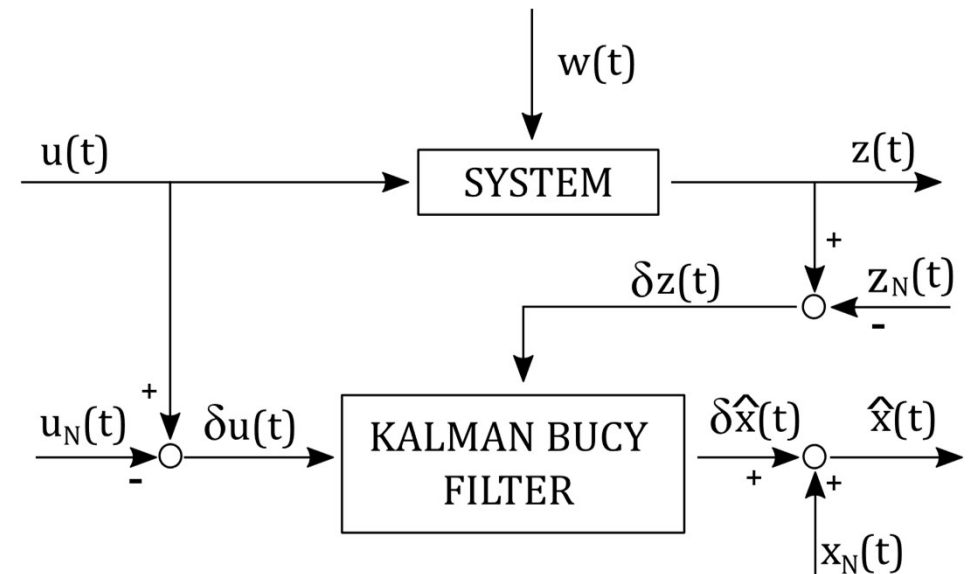 w(t)
u(t)
SYSTEM
z(t)
+
δz(t)
z_N(t)
-
+
u_N(t)
-
δu(t)
KALMAN BUCY
FILTER
δx̂(t)
+
x̂(t)
+
x_N(t)